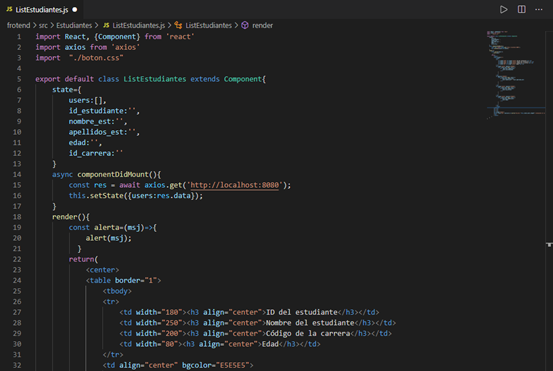 JS ListEstudiantes.js ●
frotend > src > Estudiantes > JS ListEstudiantes.js > ListEstudiantes > render
1 import React, {Component} from 'react'
2 import axios from 'axios'
3 import  "./boton.css"
4
5 export default class ListEstudiantes extends Component{
6     state={
7         users:[],
8         id_estudiante:'',
9         nombre_est:'',
10         apellidos_est:'',
11         edad:'',
12         id_carrera:''
13     }
14     async componentDidMount(){
15         const res = await axios.get('http://localhost:8080');
16         this.setState({users:res.data});
17     }
18     render(){
19         const alerta=(msj)=>{
20             alert(msj);
21           }
22         return(
23             <center>
24             <table border="1">
25                 <tbody>
26                 <tr>
27                     <td width="180"><h3 align="center">ID del estudiante</h3></td>
28                     <td width="250"><h3 align="center">Nombre del estudiante</h3></td>
29                     <td width="200"><h3 align="center">Código de la carrera</h3></td>
30                     <td width="80"><h3 align="center">Edad</h3></td>
31                 </tr>
32                 <td align="center" bgcolor="E5E5E5">